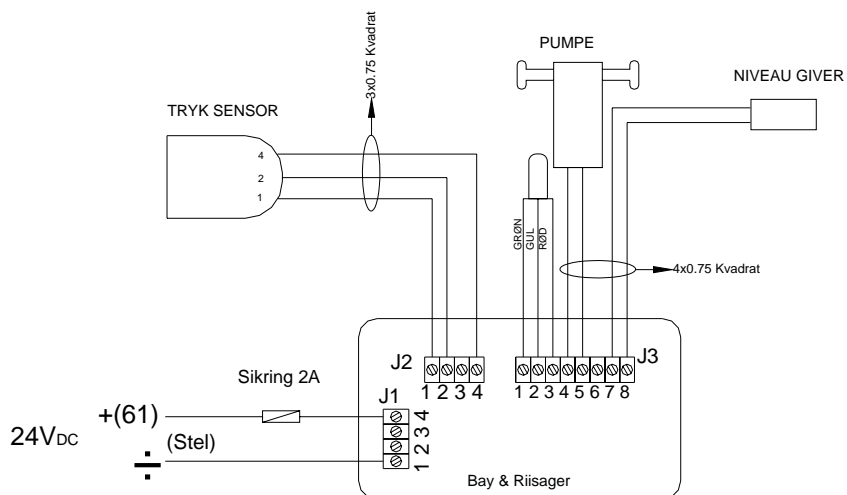 PUMPE
NIVEAU GIVER
3x0.75 Kvadrat
TRYK SENSOR
4
2
1
GRØN
GUL
RØD
4x0.75 Kvadrat
J2
J3
1 2 3 4
1 2 3 4 5 6 7 8
Sikring 2A
J1
+(61)
24VDC
(Stel)
÷
1 2 3 4
Bay & Riisager